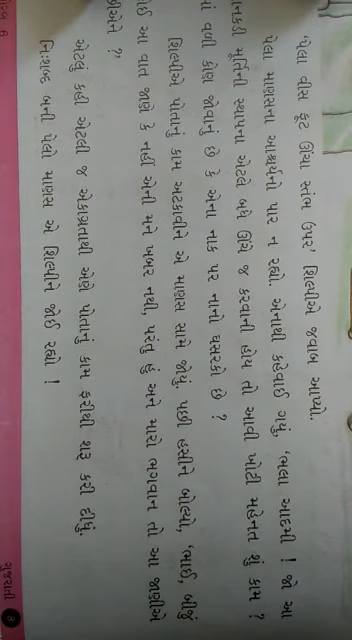 'પેલા વીસ ફૂટ ઊંચા સ્તંભ ઉપર' શિલ્પીએ જવાબ આપ્યો.
પેલા માણસના આશ્ચર્યનો પાર ન રહ્યો. એનાથી કહેવાઈ ગયું, 'ભલા આદમી ! જો આ
મૂર્તિની સ્થાપના એટલે બધે ઊંચે જ કરવાની હોય તો આવી ખોટી મહેનત શું કામ ?
વળી કોણ જોવાનું છે કે એના નાક પર નાનો ઘસરકો છે ?
શિલ્પીએ પોતાનું કામ અટકાવીને એ માણસ સામે જોયું. પછી હસીને બોલ્યો, 'ભાઈ, બીજું
આ વાત જાણે કે નહીં એની મને ખબર નથી, પરંતુ હું અને મારો ભગવાન તો આ જાણીએ
?'
એટલું કહી એટલી જ એકાગ્રતાથી એણે પોતાનું કામ ફરીથી શરૂ કરી દીધું.
નિઃશબ્દ બની પેલો માણસ એ શિલ્પીને જોઈ રહ્યો !
6
ગુજરાતી 8